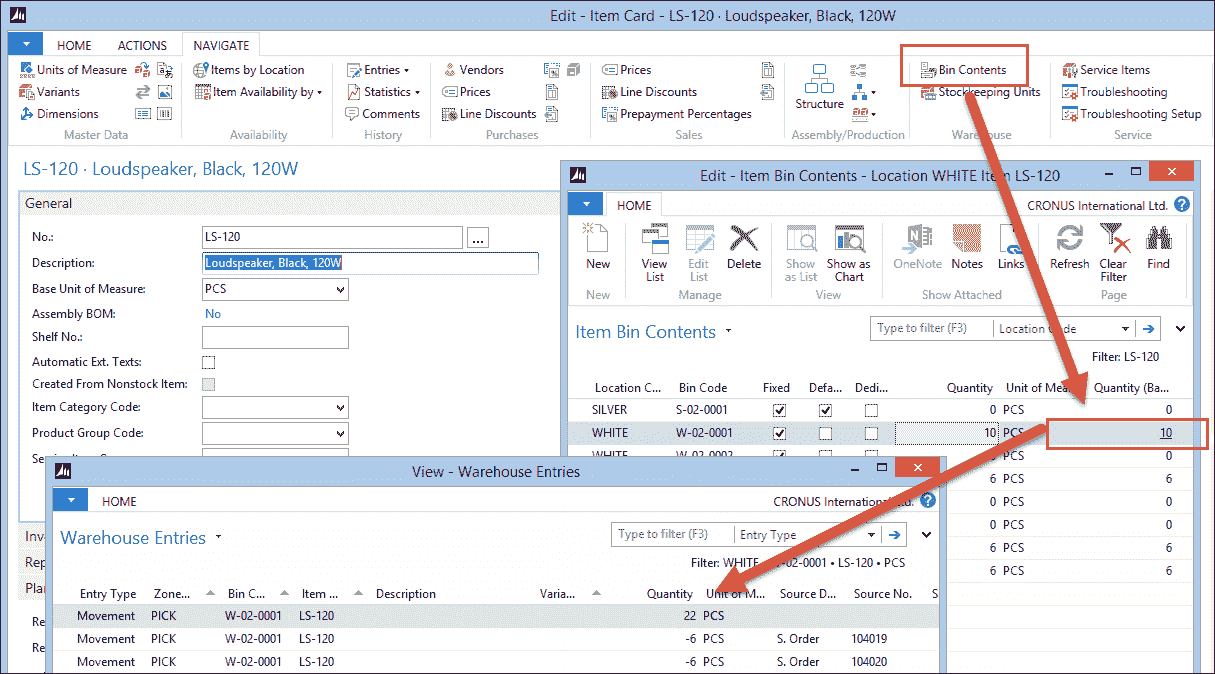 Edit - Item Card - LS-120 · Loudspeaker, Black, 120W
HOME ACTIONS NAVIGATE
Units of Measure Items by Location Entries Vendors Prices Bin Contents Service Items
Variants Item Availability by Statistics Prices Line Discounts Structure Stockkeeping Units Troubleshooting
Dimensions Comments Line Discounts Prepayment Percentages Troubleshooting Setup
Master Data Availability History Purchases Sales Assembly/Production Warehouse Service
LS-120 · Loudspeaker, Black, 120W
General
No.: LS-120 ...
Description: Loudspeaker, Black, 120W
Base Unit of Measure: PCS
Assembly BOM: No
Shelf No.:
Automatic Ext. Texts:
Created From Nonstock Item:
Item Category Code:
Product Group Code:
Edit - Item Bin Contents - Location WHITE Item LS-120
HOME CRONUS International Ltd.
New View List Edit List Delete Show as List Show as Chart OneNote Notes Links Refresh Clear Filter Find
New Manage View Show Attached Page
Item Bin Contents Type to filter (F3) Location Code
Filter: LS-120
Location C... Bin Code Fixed Defa... Dedi... Quantity Unit of Mea Quantity (Ba...
SILVER S-02-0001 0 PCS 0
WHITE W-02-0001 10 PCS 10
WHITE W-02-0002 0 PCS 0
6 PCS 6
0 PCS 0
0 PCS 0
6 PCS 6
6 PCS 6
View - Warehouse Entries
HOME CRONUS International Ltd.
Warehouse Entries Type to filter (F3) Entry Type
Filter: WHITE -02-0001 • LS-120 • PCS
Entry Type Zone... Bin C... Item ... Description Varia... Quantity Unit of M... Source D... Source No. S
Movement PICK W-02-0001 LS-120 22 PCS
Movement PICK W-02-0001 LS-120 -6 PCS S. Order 104019
Movement PICK W-02-0001 LS-120 -6 PCS S. Order 104020
Inv
Rep
Plan
Re
Re